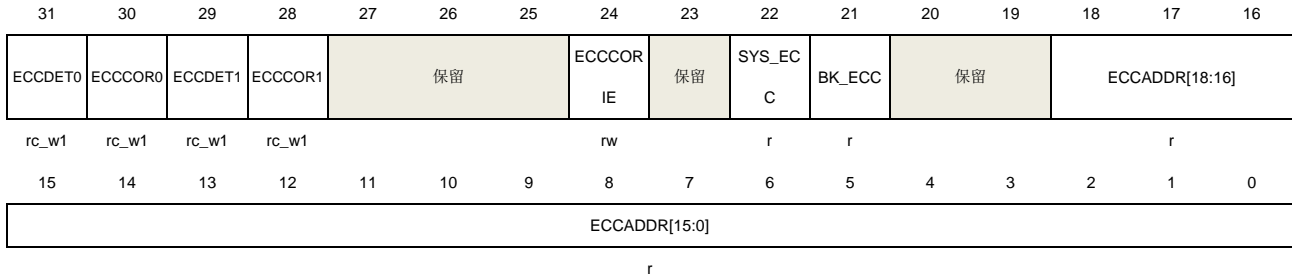 31 30 29 28 27 26 25 24 23 22 21 20 19 18 17 16
ECCDET0 ECCCOR0 ECCDET1 ECCCOR1 保留 ECCCOR IE 保留 SYS_EC C BK_ECC 保留 ECCADDR[18:16]
rc_w1 rc_w1 rc_w1 rc_w1 rw r r r
15 14 13 12 11 10 9 8 7 6 5 4 3 2 1 0
ECCADDR[15:0]
r